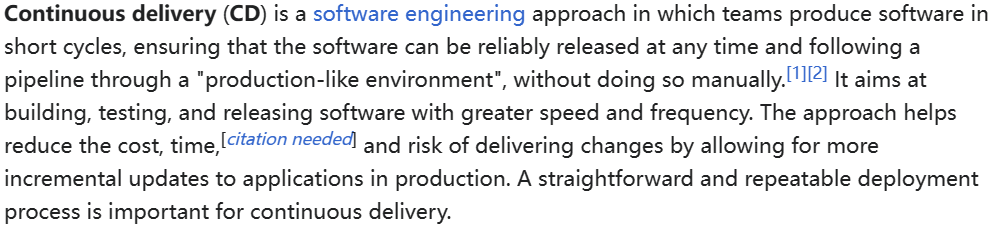 Continuous delivery (CD) is a software engineering approach in which teams produce software in
short cycles, ensuring that the software can be reliably released at any time and following a
pipeline through a "production-like environment", without doing so manually.[1][2] It aims at
building, testing, and releasing software with greater speed and frequency. The approach helps
reduce the cost, time,[citation needed] and risk of delivering changes by allowing for more
incremental updates to applications in production. A straightforward and repeatable deployment
process is important for continuous delivery.